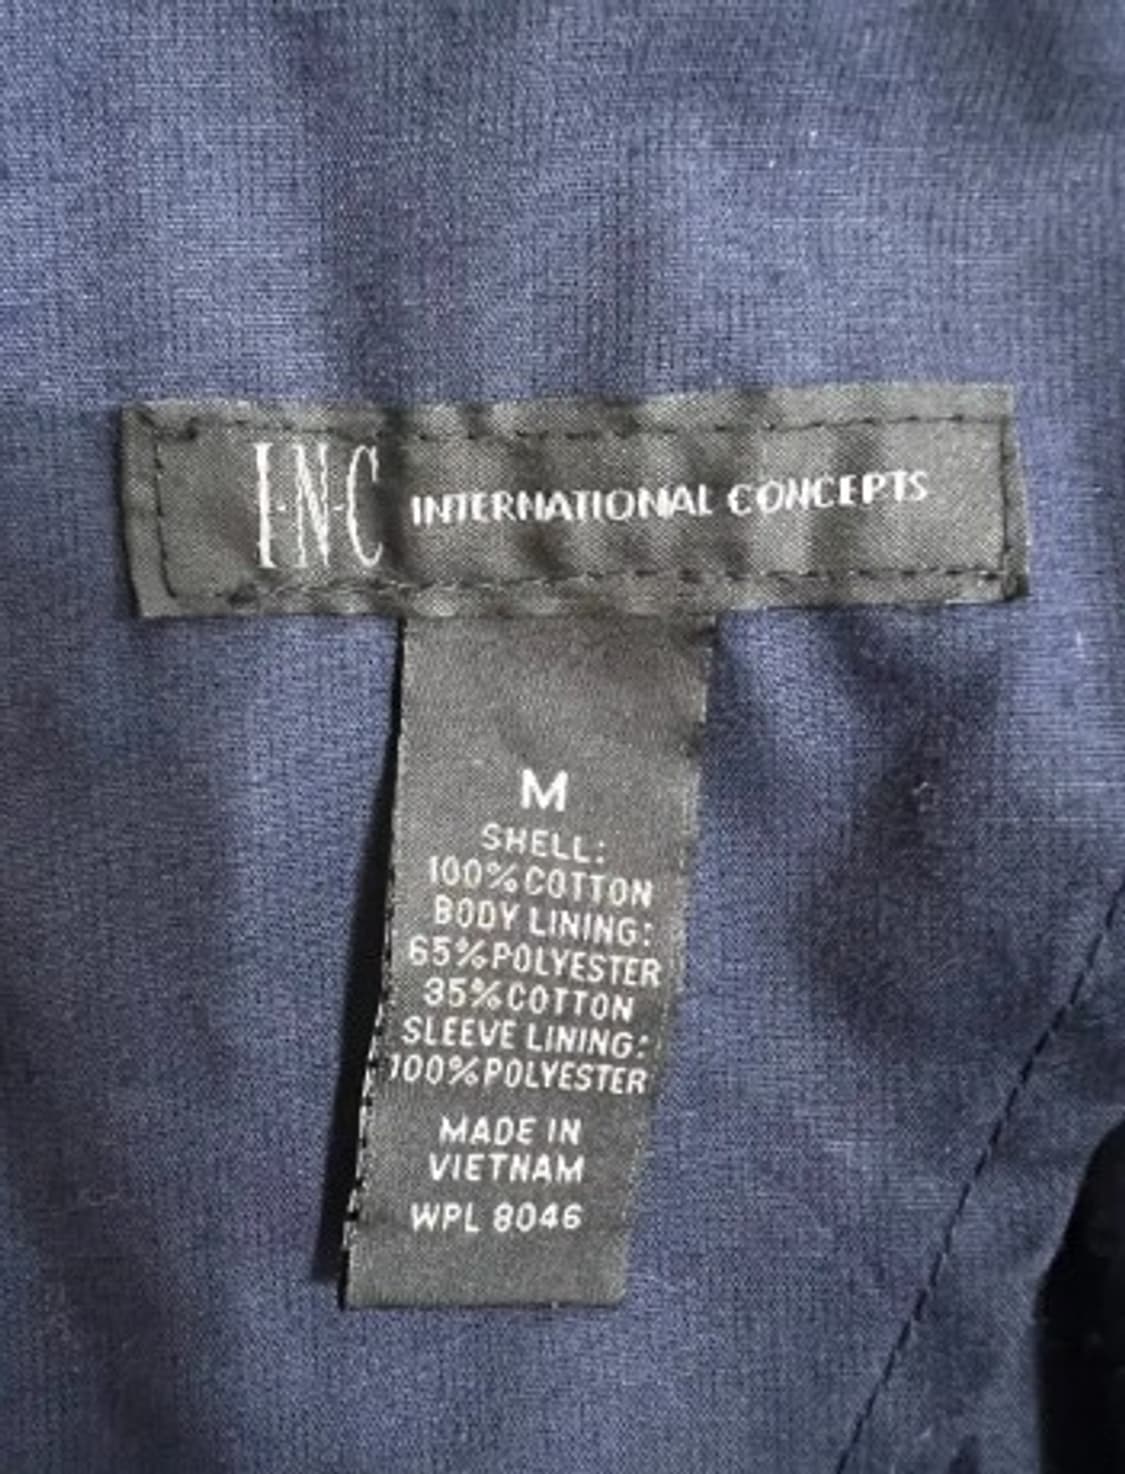 I·N·C INTERNATIONAL CONCEPTS
M
SHELL:
100%COTTON
BODY LINING:
65%POLYESTER
35%COTTON
SLEEVE LINING:
100%POLYESTER
MADE IN
VIETNAM
WPL 8046